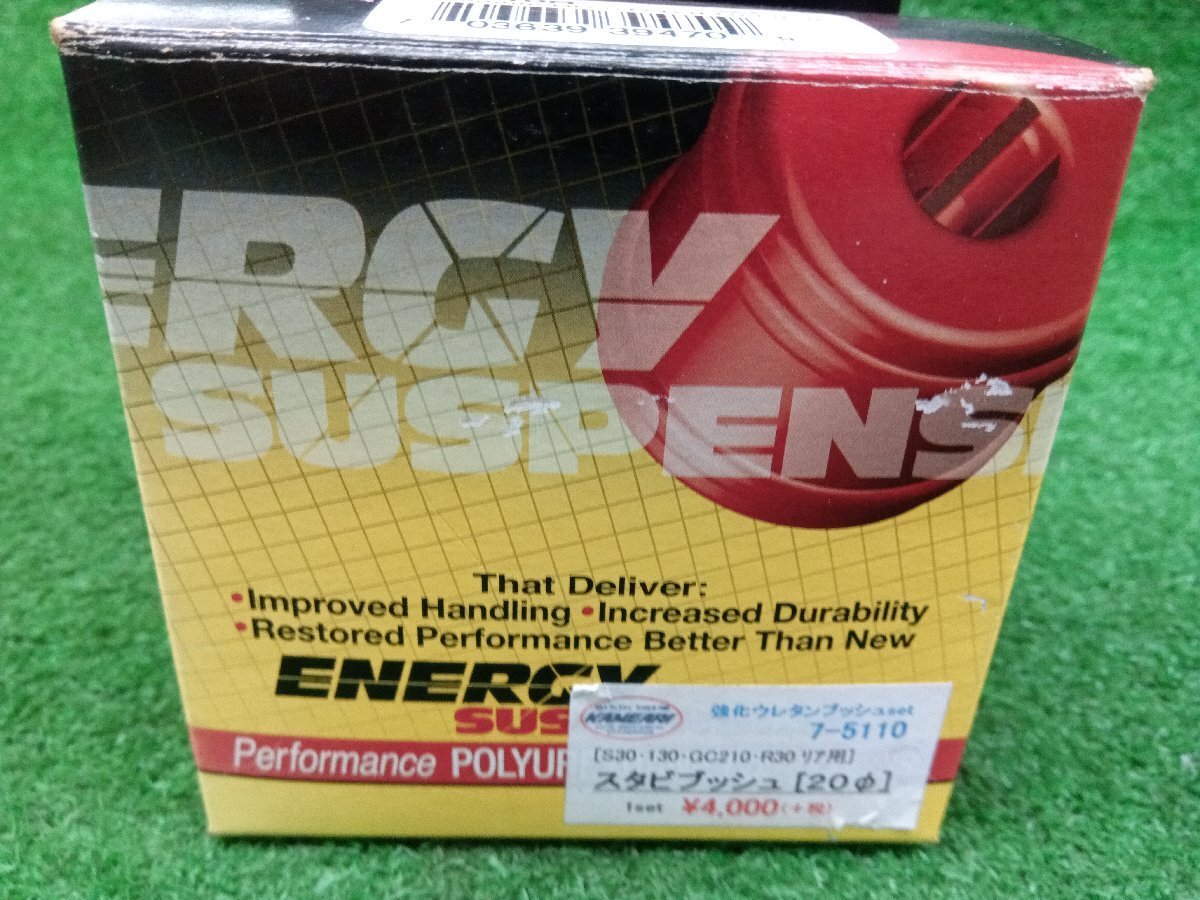 03639 39470
ERGY
SUSPENSI
That Deliver:
•Improved Handling •Increased Durability
•Restored Performance Better Than New
ENERGY
SUS
Performance POLYUR
KAMEARI
強化ウレタンブッシュset
7-5110
[S30・130・GC210・R30 リア用]
スタビブッシュ [20φ]
1set ¥4,000(+税)